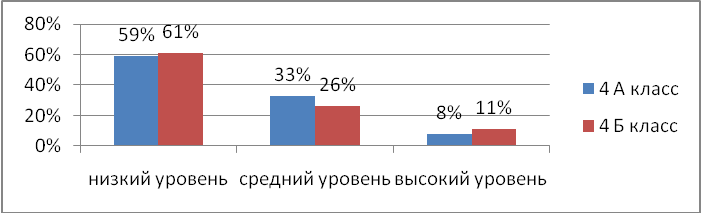 80%
60%
40%
20%
0%
59%
61%
33%
26%
8%
11%
низкий уровень
средний уровень
высокий уровень
4 А класс
4 Б класс